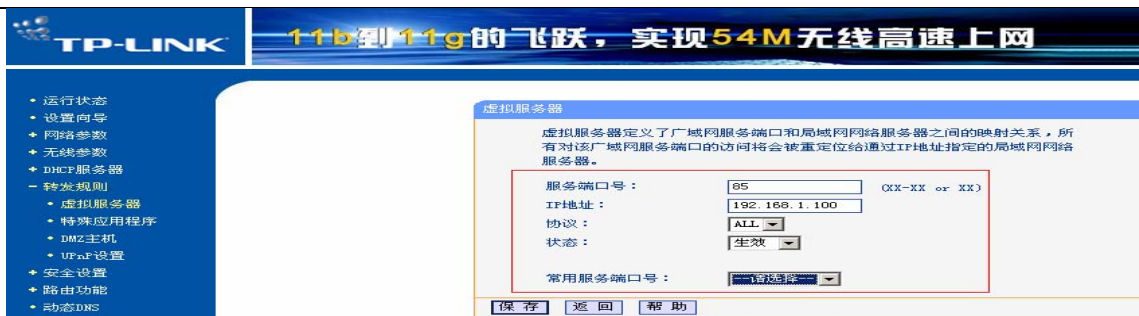 TP-LINK
11b到11g的飞跃，实现54M无线高速上网
• 运行状态
• 设置向导
+ 网络参数
+ 无线参数
+ DHCP服务器
- 转发规则
• 虚拟服务器
• 特殊应用程序
• DMZ主机
• UPnP设置
+ 安全设置
+ 路由功能
• 动态DNS
虚拟服务器
虚拟服务器定义了广域网服务端口和局域网网络服务器之间的映射关系，所
有对该广域网服务端口的访问将会被重定位给通过IP地址指定的局域网网络
服务器。
服务端口号： 85 (XX-XX or XX)
IP地址： 192.168.1.100
协议： ALL
状态： 生效
常用服务端口号： --请选择--
保存 返回 帮助